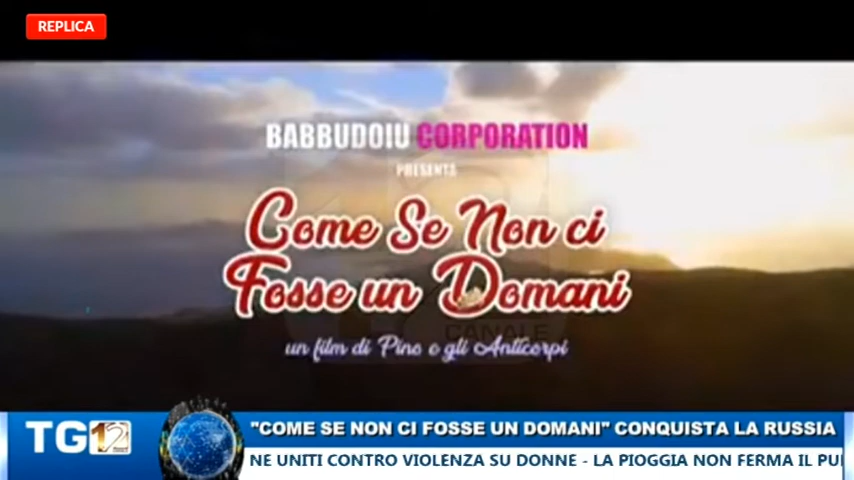 REPLICA
BABBUDOIU CORPORATION
PRESENTS
Come Se Non ci
Fosse un Domani
un film di Pino e gli Anticorpi
12
CANALE
TG12
"COME SE NON CI FOSSE UN DOMANI" CONQUISTA LA RUSSIA
NE UNITI CONTRO VIOLENZA SU DONNE - LA PIOGGIA NON FERMA IL PU